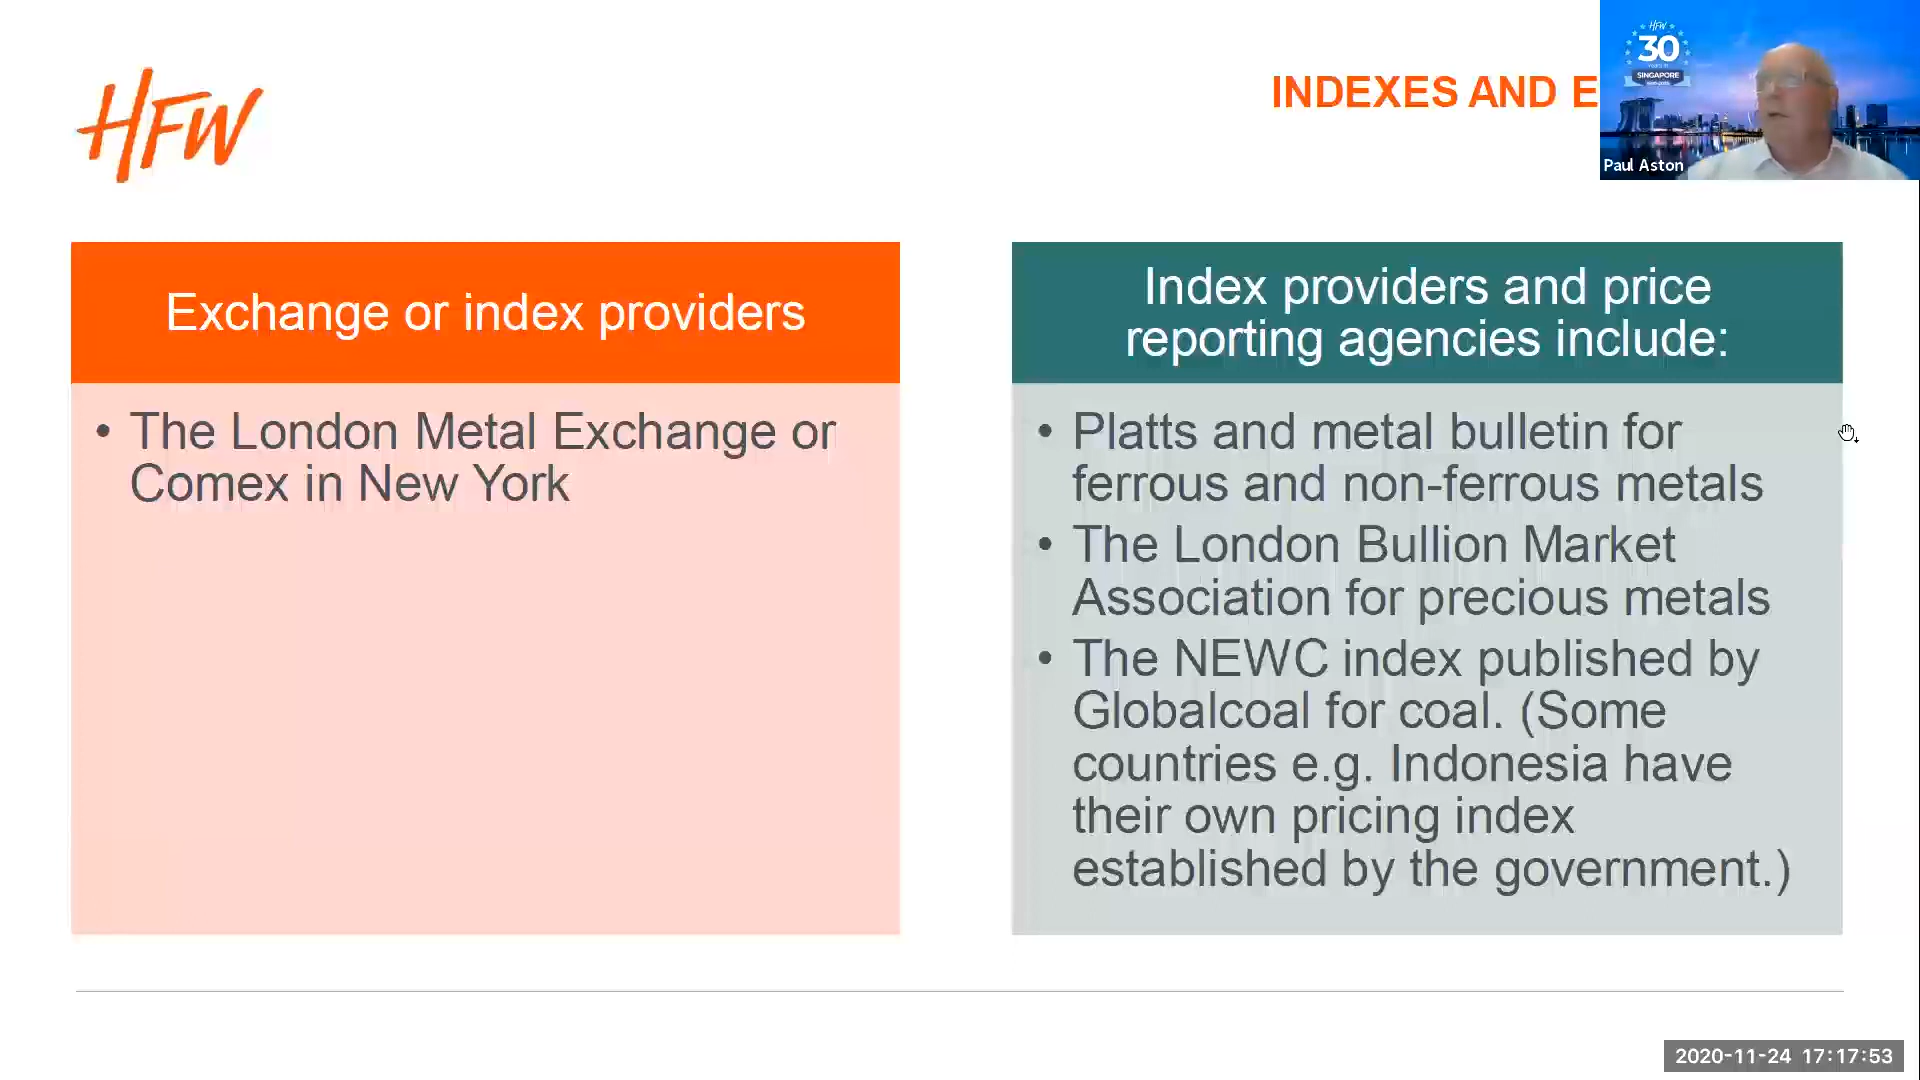 HFW
INDEXES AND E
HFW
30
SINGAPORE
Paul Aston
Exchange or index providers
• The London Metal Exchange or
Comex in New York
Index providers and price
reporting agencies include:
• Platts and metal bulletin for
ferrous and non-ferrous metals
• The London Bullion Market
Association for precious metals
• The NEWC index published by
Globalcoal for coal. (Some
countries e.g. Indonesia have
their own pricing index
established by the government.)
2020-11-24 17:17:53